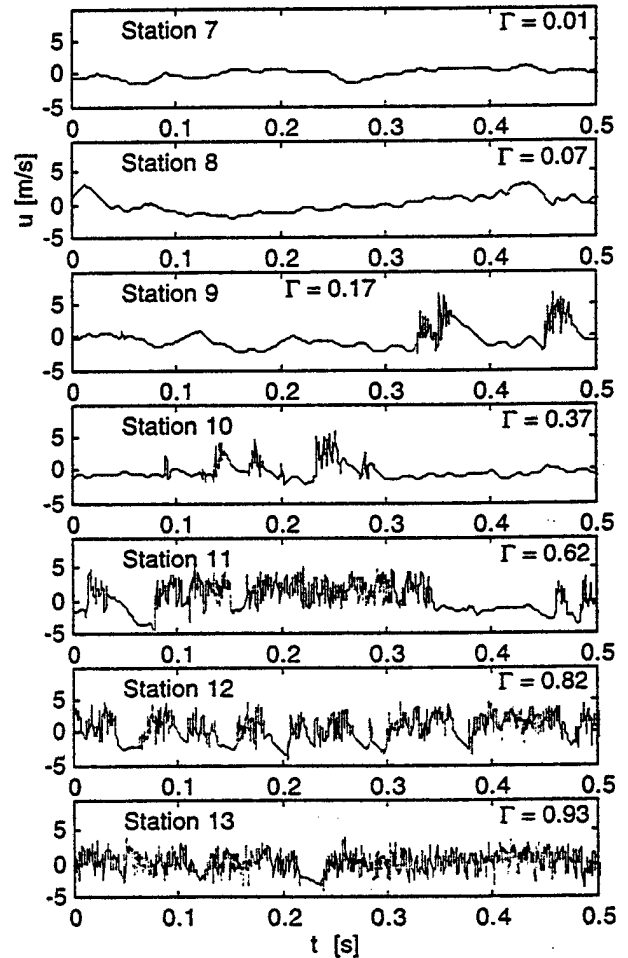 Station 7 Γ = 0.01
5
0
-5
0 0.1 0.2 0.3 0.4 0.5
Station 8 Γ = 0.07
5
0
-5
0 0.1 0.2 0.3 0.4 0.5
u [m/s]
Station 9 Γ = 0.17
5
0
-5
0 0.1 0.2 0.3 0.4 0.5
Station 10 Γ = 0.37
5
0
-5
0 0.1 0.2 0.3 0.4 0.5
Station 11 Γ = 0.62
5
0
-5
0 0.1 0.2 0.3 0.4 0.5
Station 12 Γ = 0.82
5
0
-5
0 0.1 0.2 0.3 0.4 0.5
Station 13 Γ = 0.93
5
0
-5
0 0.1 0.2 0.3 0.4 0.5
t [s]